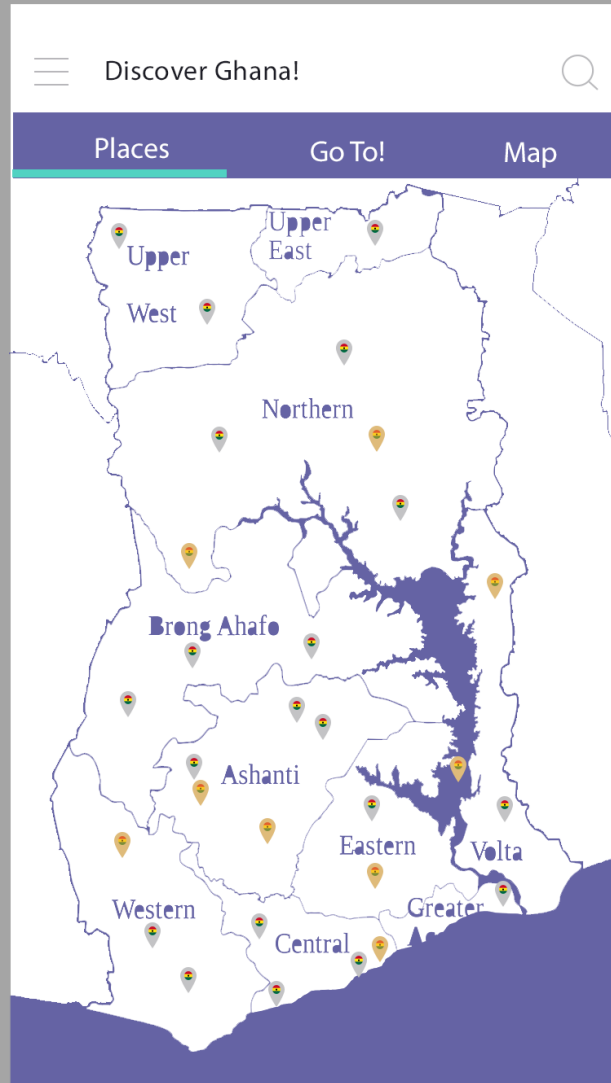 Discover Ghana!
Places
Go To!
Map
Upper
East
Upper
West
Northern
Brong Ahafo
Ashanti
Eastern
Volta
Western
Greater
Central